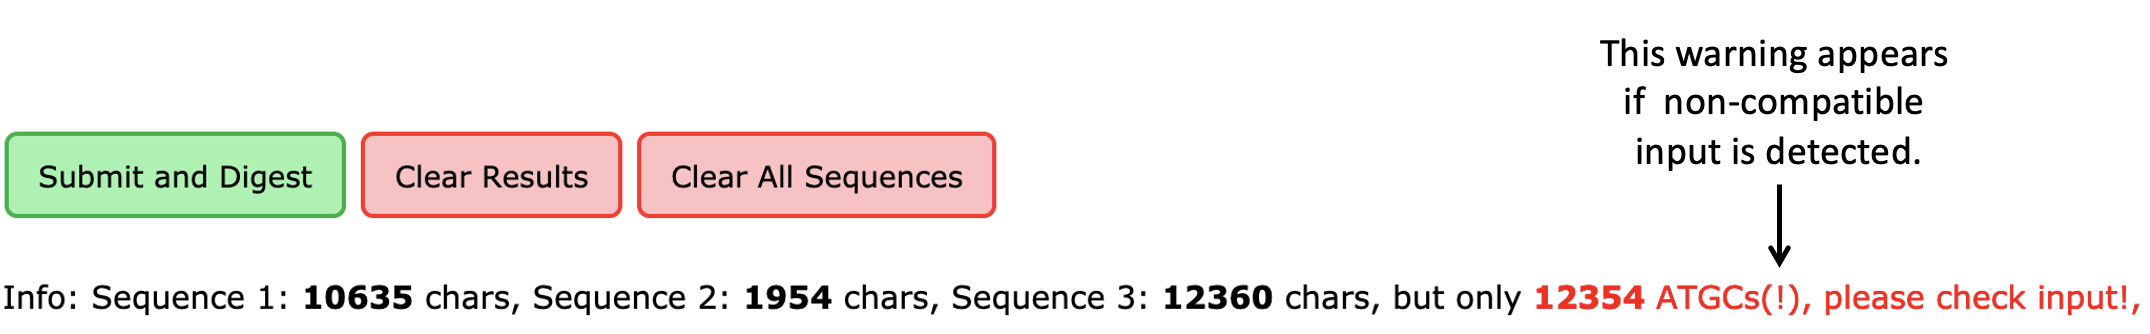 This warning appears
if non-compatible
input is detected.
Submit and Digest
Clear Results
Clear All Sequences
Info: Sequence 1: 10635 chars, Sequence 2: 1954 chars, Sequence 3: 12360 chars, but only 12354 ATGCs(!), please check input!,